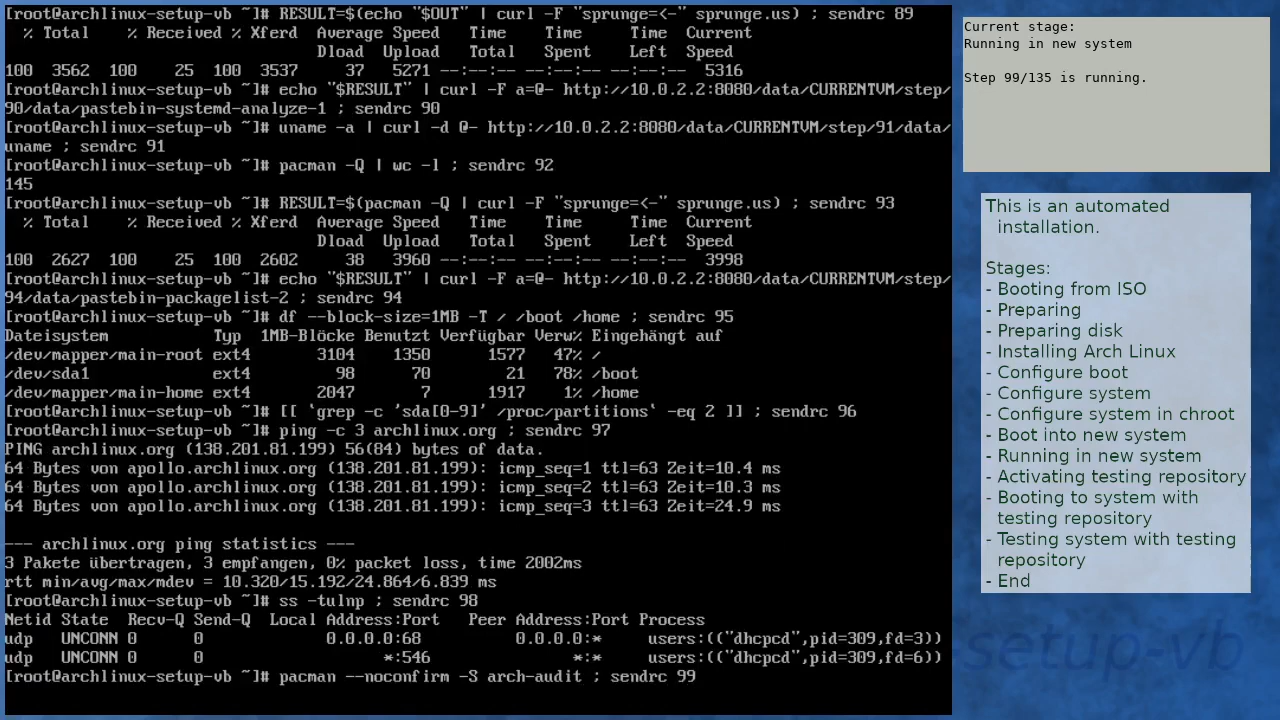 [root@archlinux-setup-vb ~]# RESULT=$(echo "$OUT" | curl -F "sprunge=<-" sprunge.us) ; sendrc 89
  % Total    % Received % Xferd  Average Speed   Time    Time     Time  Current
                                 Dload  Upload   Total   Spent    Left  Speed
100  3562  100    25  100  3537     37   5271 --:--:-- --:--:-- --:--:--  5316
[root@archlinux-setup-vb ~]# echo "$RESULT" | curl -F a=@- http://10.0.2.2:8080/data/CURRENTVM/step/
90/data/pastebin-systemd-analyze-1 ; sendrc 90
[root@archlinux-setup-vb ~]# uname -a | curl -d @- http://10.0.2.2:8080/data/CURRENTVM/step/91/data/
uname ; sendrc 91
[root@archlinux-setup-vb ~]# pacman -Q | wc -l ; sendrc 92
145
[root@archlinux-setup-vb ~]# RESULT=$(pacman -Q | curl -F "sprunge=<-" sprunge.us) ; sendrc 93
  % Total    % Received % Xferd  Average Speed   Time    Time     Time  Current
                                 Dload  Upload   Total   Spent    Left  Speed
100  2627  100    25  100  2602     38   3960 --:--:-- --:--:-- --:--:--  3998
[root@archlinux-setup-vb ~]# echo "$RESULT" | curl -F a=@- http://10.0.2.2:8080/data/CURRENTVM/step/
94/data/pastebin-packagelist-2 ; sendrc 94
[root@archlinux-setup-vb ~]# df --block-size=1MB -T / /boot /home ; sendrc 95
Dateisystem           Typ  1MB-Blöcke Benutzt Verfügbar Verw% Eingehängt auf
/dev/mapper/main-root ext4       3104    1350      1577   47% /
/dev/sda1             ext4         98      70        21   78% /boot
/dev/mapper/main-home ext4       2047       7      1917    1% /home
[root@archlinux-setup-vb ~]# [[ `grep -c 'sda[0-9]' /proc/partitions` -eq 2 ]] ; sendrc 96
[root@archlinux-setup-vb ~]# ping -c 3 archlinux.org ; sendrc 97
PING archlinux.org (138.201.81.199) 56(84) bytes of data.
64 Bytes von apollo.archlinux.org (138.201.81.199): icmp_seq=1 ttl=63 Zeit=10.4 ms
64 Bytes von apollo.archlinux.org (138.201.81.199): icmp_seq=2 ttl=63 Zeit=10.3 ms
64 Bytes von apollo.archlinux.org (138.201.81.199): icmp_seq=3 ttl=63 Zeit=24.9 ms
--- archlinux.org ping statistics ---
3 Pakete übertragen, 3 empfangen, 0% packet loss, time 2002ms
rtt min/avg/max/mdev = 10.320/15.192/24.864/6.839 ms
[root@archlinux-setup-vb ~]# ss -tulnp ; sendrc 98
Netid State  Recv-Q Send-Q  Local Address:Port   Peer Address:Port Process
udp   UNCONN 0      0             0.0.0.0:68          0.0.0.0:*     users:(("dhcpcd",pid=309,fd=3))
udp   UNCONN 0      0                   *:546               *:*     users:(("dhcpcd",pid=309,fd=6))
[root@archlinux-setup-vb ~]# pacman --noconfirm -S arch-audit ; sendrc 99
Current stage:
Running in new system
Step 99/135 is running.
This is an automated
installation.
Stages:
- Booting from ISO
- Preparing
- Preparing disk
- Installing Arch Linux
- Configure boot
- Configure system
- Configure system in chroot
- Boot into new system
- Running in new system
- Activating testing repository
- Booting to system with
testing repository
- Testing system with testing
repository
- End
setup-vb